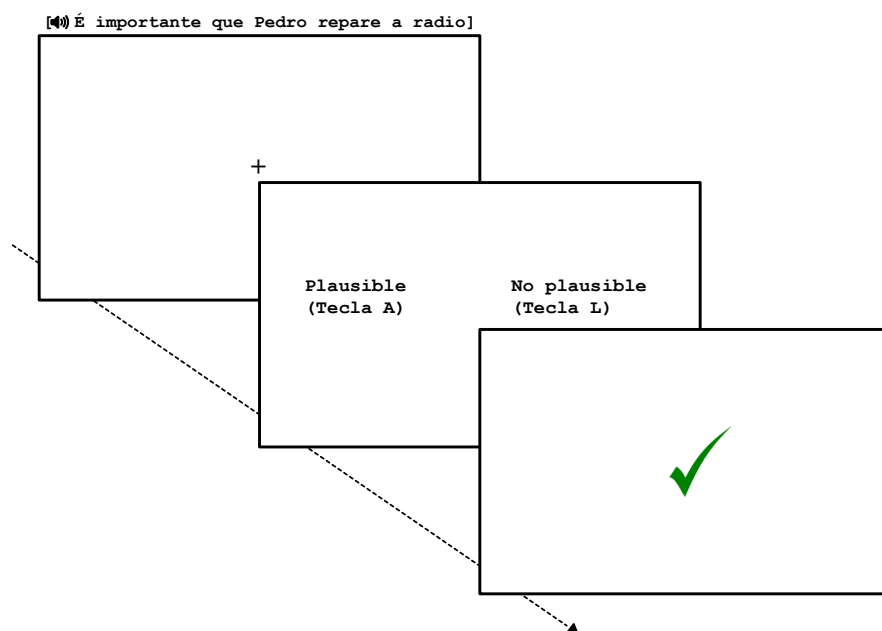 [🔊 É importante que Pedro repare a radio]
+
Plausible
(Tecla A)
No plausible
(Tecla L)